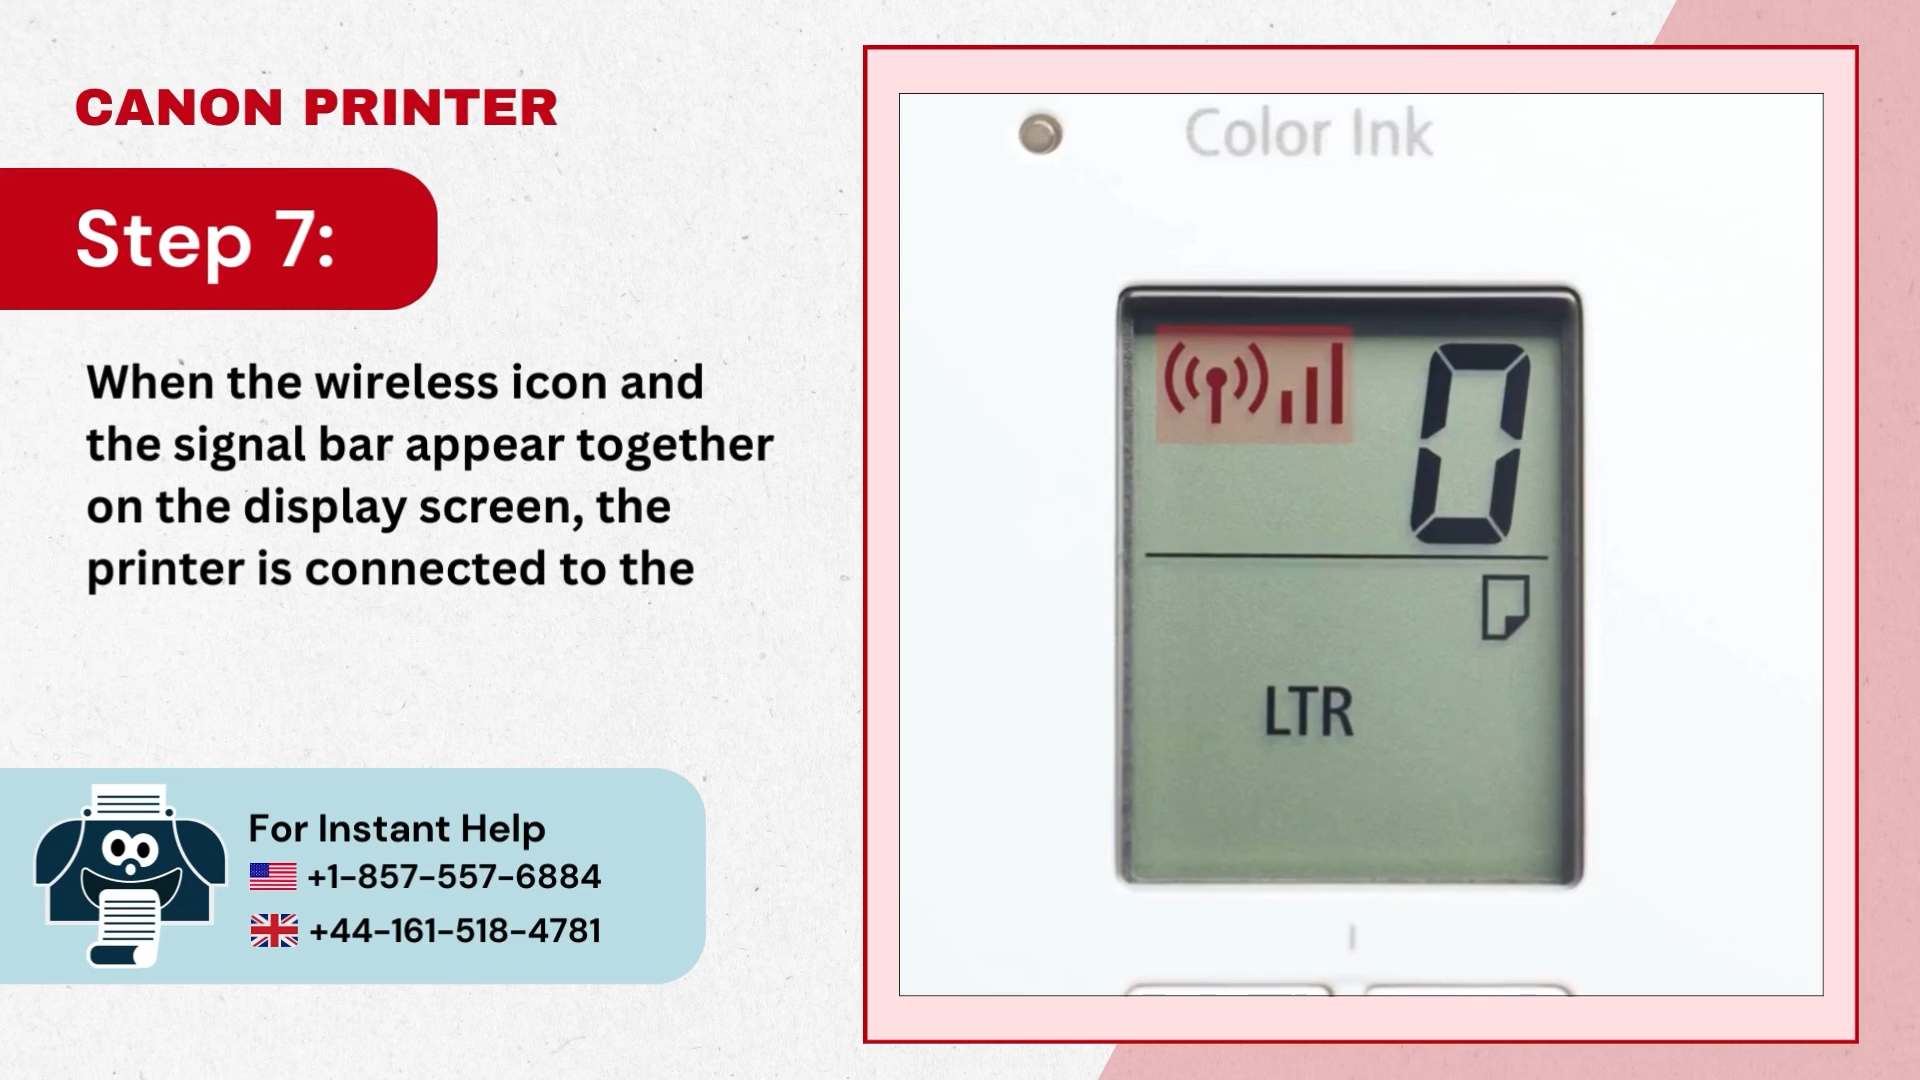 CANON PRINTER
Step 7:
When the wireless icon and
the signal bar appear together
on the display screen, the
printer is connected to the
For Instant Help
+1-857-557-6884
+44-161-518-4781
Color Ink
0
LTR